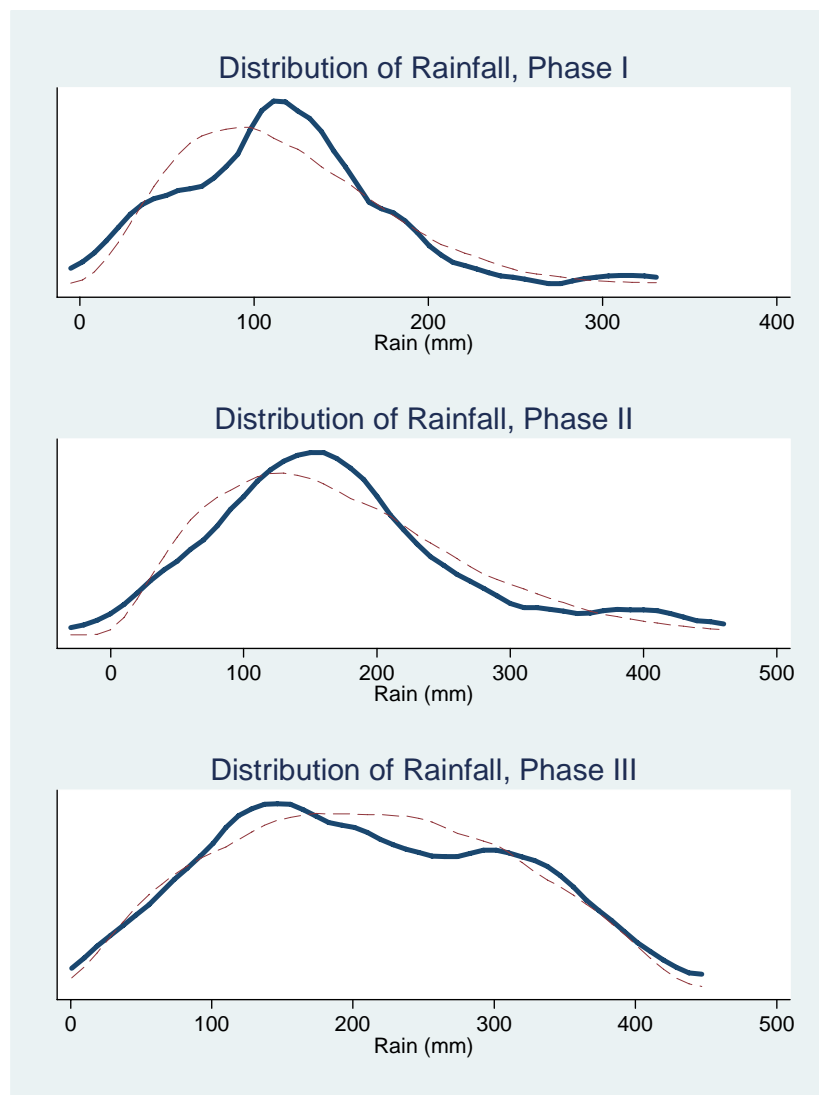 Distribution of Rainfall, Phase I
0 100 200 300 400
Rain (mm)
Distribution of Rainfall, Phase II
0 100 200 300 400 500
Rain (mm)
Distribution of Rainfall, Phase III
0 100 200 300 400 500
Rain (mm)